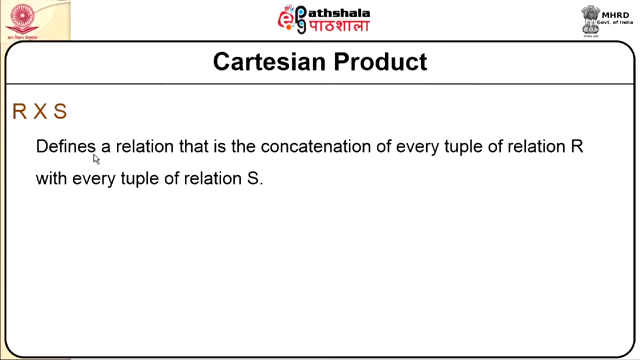 ePathshala
पाठशाला
MHRD
Govt. of India
Cartesian Product
R X S
Defines a relation that is the concatenation of every tuple of relation R
with every tuple of relation S.